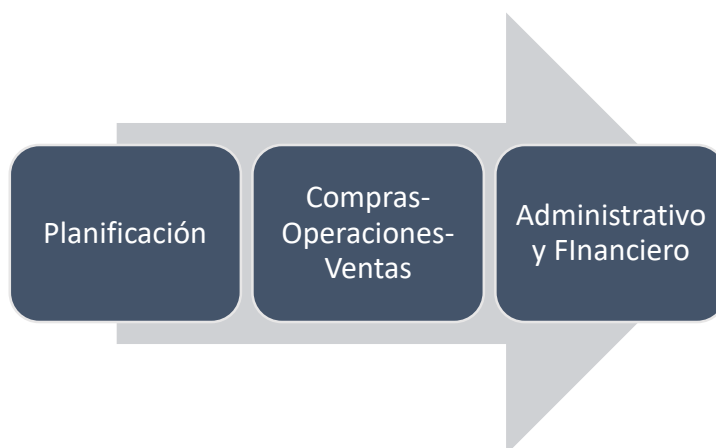 Planificación
Compras-
Operaciones-
Ventas
Administrativo
y FInanciero